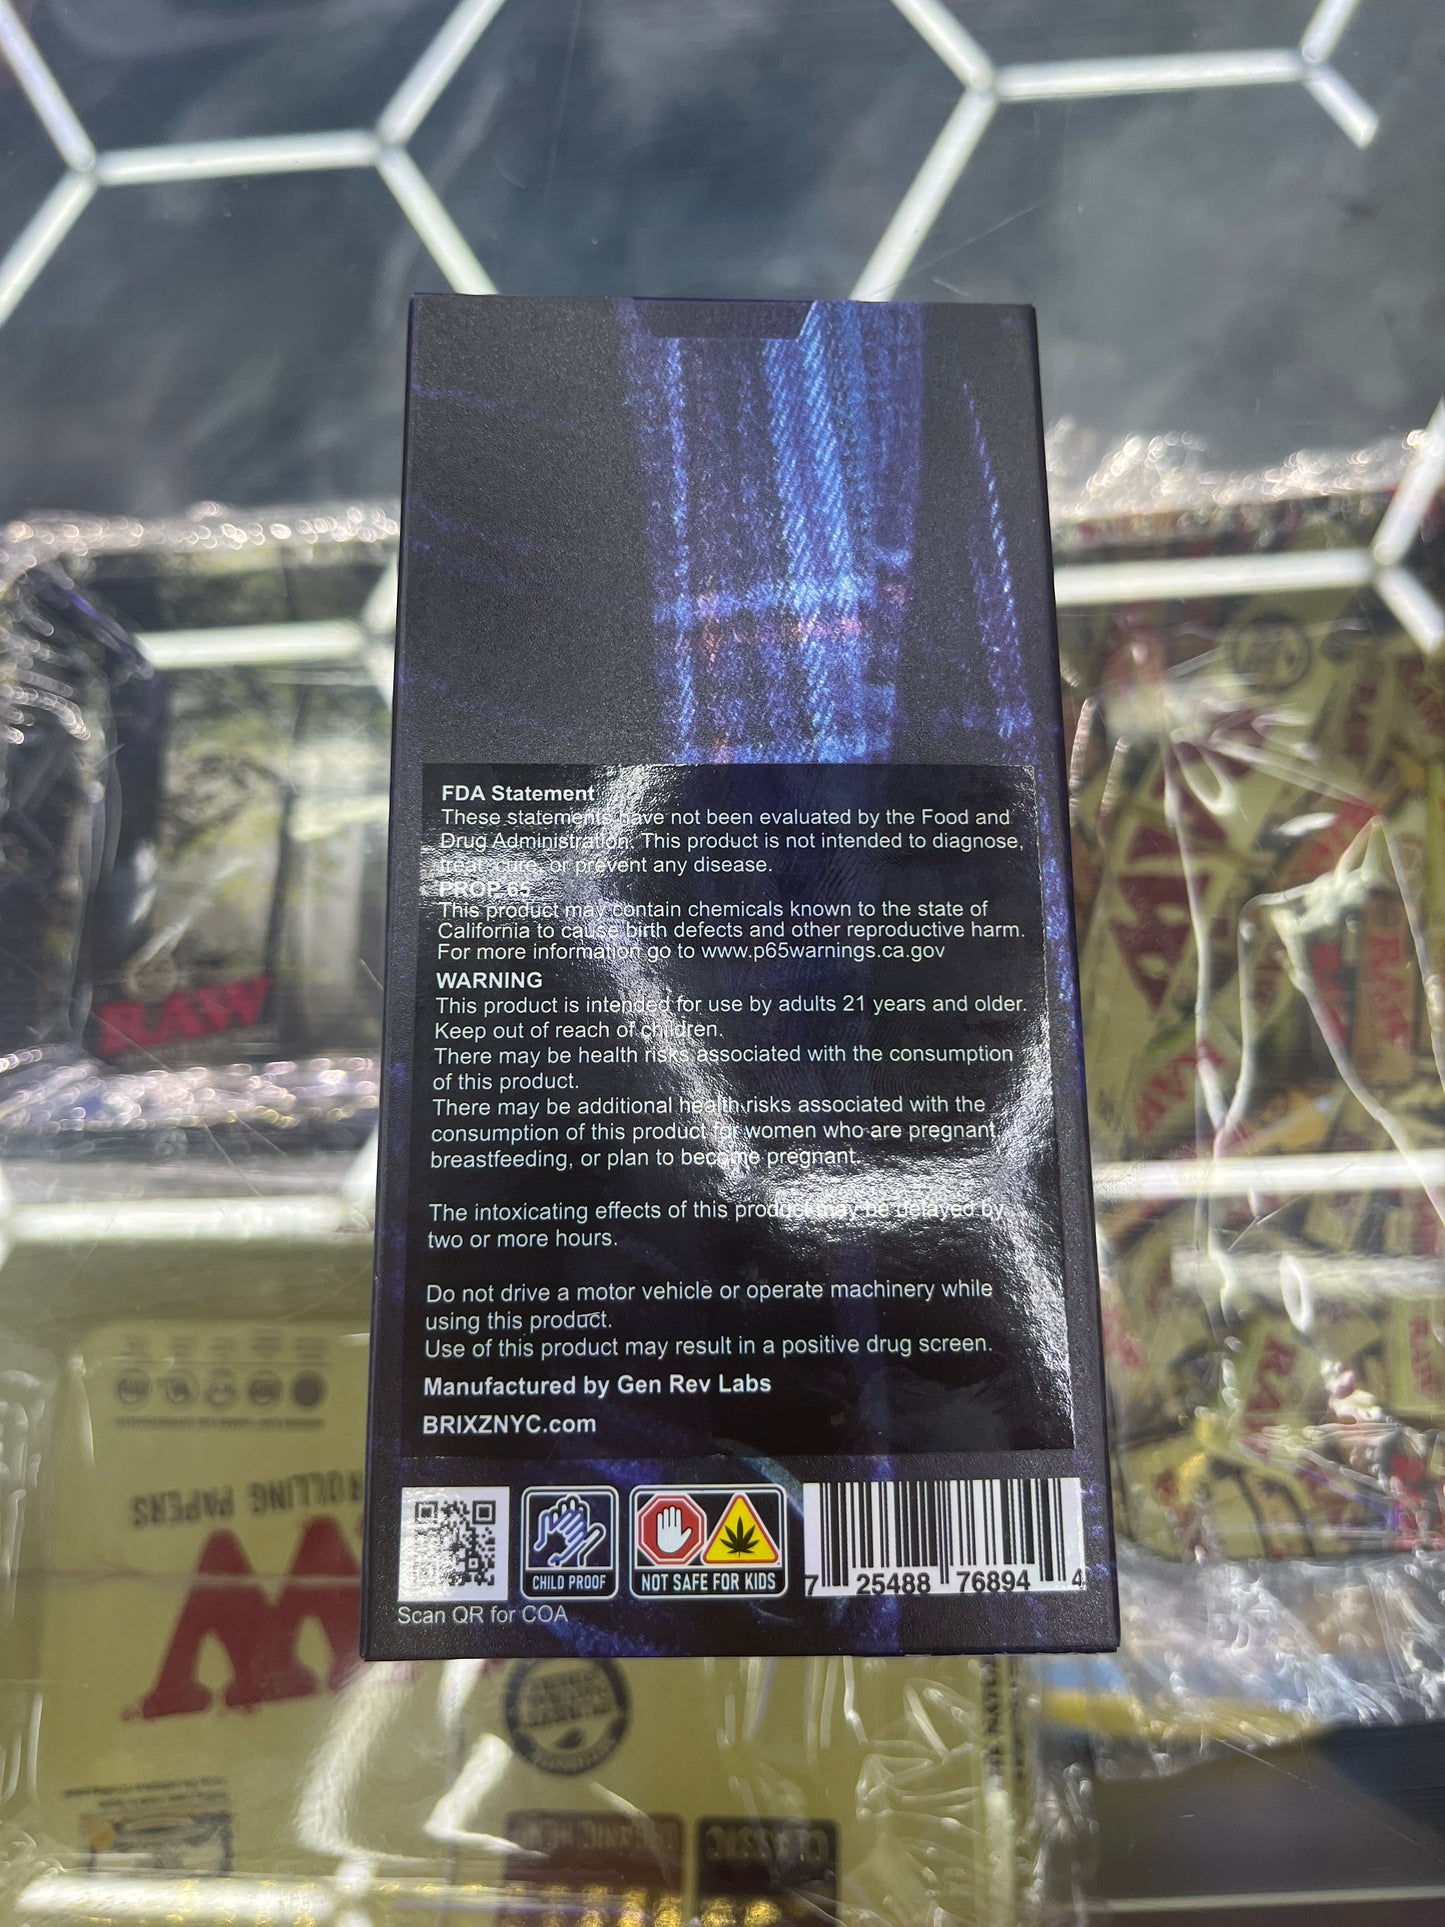 FDA Statement
These statements have not been evaluated by the Food and
Drug Administration. This product is not intended to diagnose,
treat, cure, or prevent any disease.
PROP 65
This product may contain chemicals known to the state of
California to cause birth defects and other reproductive harm.
For more information go to www.p65warnings.ca.gov
WARNING
This product is intended for use by adults 21 years and older.
Keep out of reach of children.
There may be health risks associated with the consumption
of this product.
There may be additional health risks associated with the
consumption of this product for women who are pregnant,
breastfeeding, or plan to become pregnant.
The intoxicating effects of this product may be delayed by
two or more hours.
Do not drive a motor vehicle or operate machinery while
using this product.
Use of this product may result in a positive drug screen.
Manufactured by Gen Rev Labs
BRIXZNYC.com
CHILD PROOF
NOT SAFE FOR KIDS
7 25488 76894 4
Scan QR for COA
RAW
ROLLING PAPERS
RAW
RAW
RAW
CLASSIC